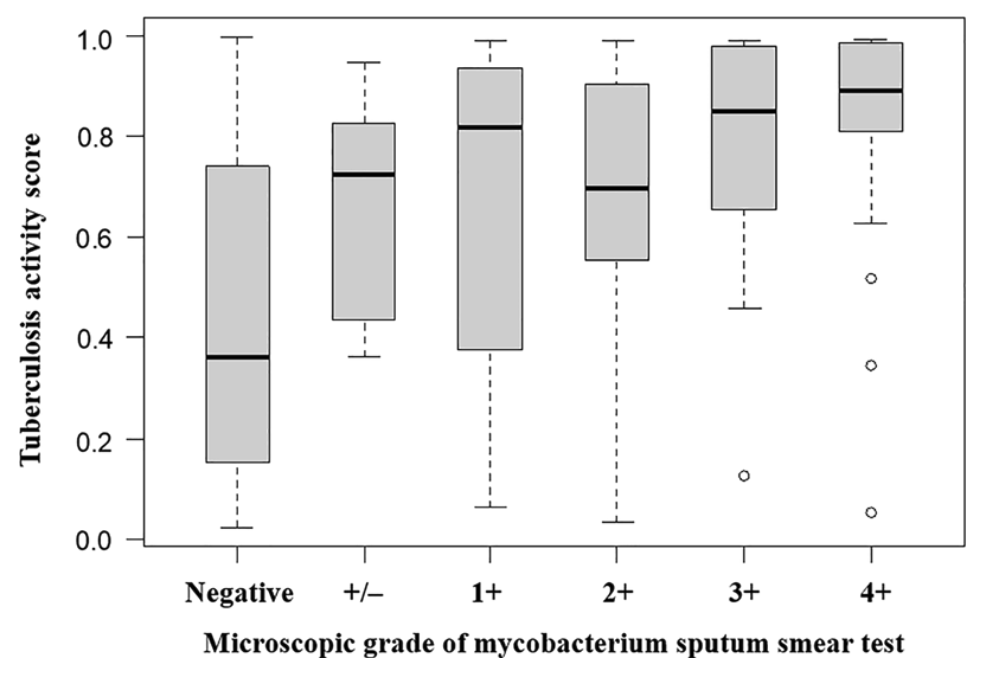 Tuberculosis activity score
1.0
0.8
0.6
0.4
0.2
0.0
Negative +/– 1+ 2+ 3+ 4+
Microscopic grade of mycobacterium sputum smear test